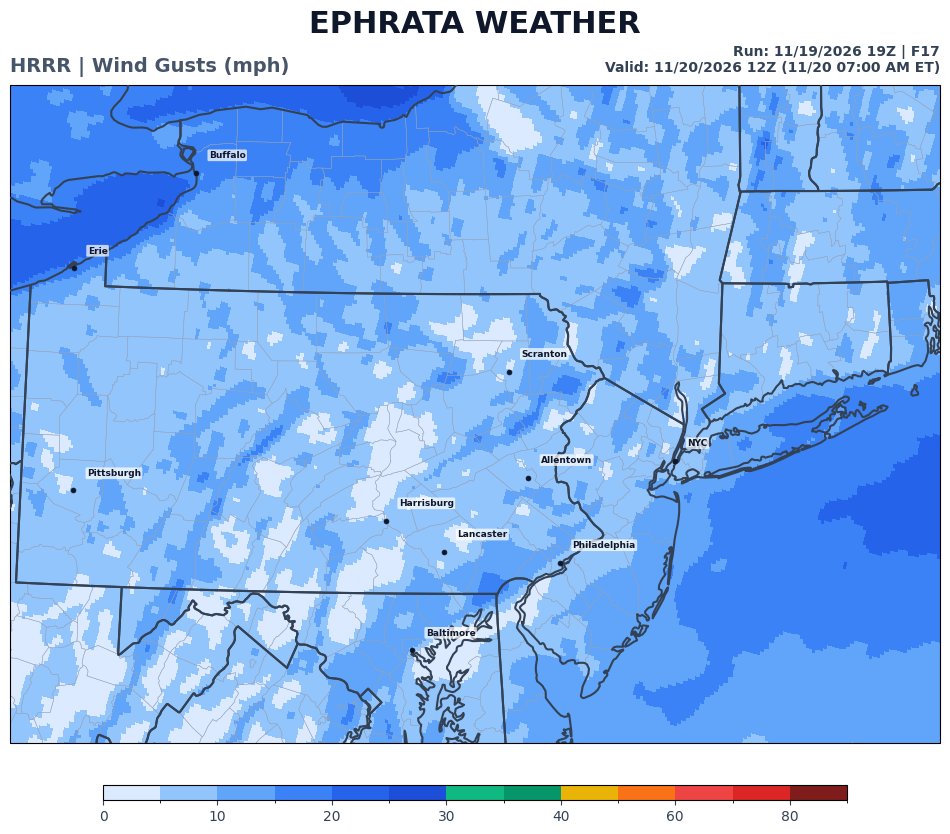 EPHRATA WEATHER
HRRR | Wind Gusts (mph)
Run: 11/19/2026 19Z | F17
Valid: 11/20/2026 12Z (11/20 07:00 AM ET)
Buffalo
Erie
Scranton
NYC
Pittsburgh
Allentown
Harrisburg
Lancaster
Philadelphia
Baltimore
0 10 20 30 40 50 60 70 80